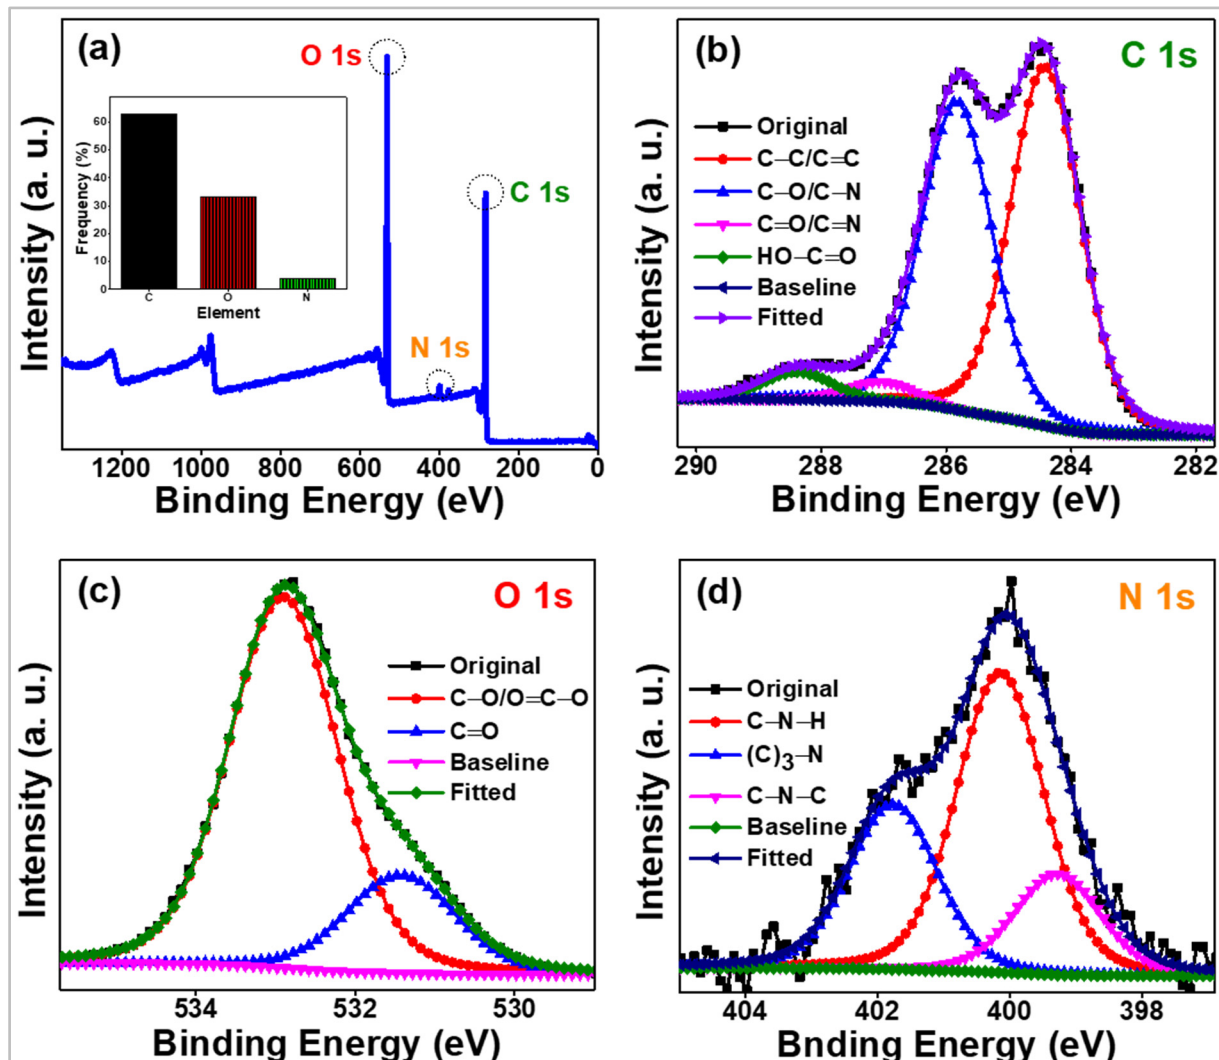 (a)
O 1s
C 1s
N 1s
Frequency (%)
60
50
40
30
20
10
0
C O N
Element
Intensity (a. u.)
1200 1000 800 600 400 200 0
Binding Energy (eV)
(b)
C 1s
Original
C–C/C=C
C–O/C–N
C=O/C=N
HO–C=O
Baseline
Fitted
Intensity (a. u.)
290 288 286 284 282
Binding Energy (eV)
(c)
O 1s
Original
C–O/O=C–O
C=O
Baseline
Fitted
Intensity (a. u.)
534 532 530
Binding Energy (eV)
(d)
N 1s
Original
C–N–H
(C)3–N
C–N–C
Baseline
Fitted
Intensity (a. u.)
404 402 400 398
Bnding Energy (eV)